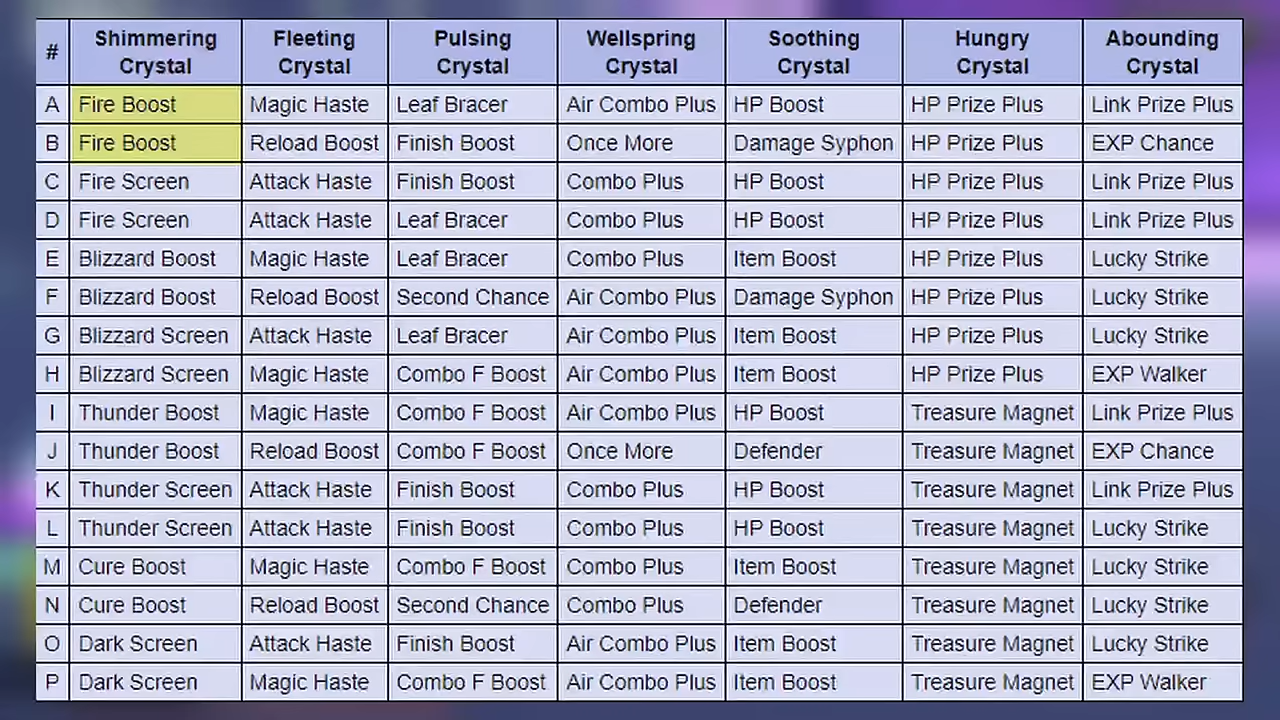 # Shimmering Crystal Fleeting Crystal Pulsing Crystal Wellspring Crystal Soothing Crystal Hungry Crystal Abounding Crystal
A Fire Boost Magic Haste Leaf Bracer Air Combo Plus HP Boost HP Prize Plus Link Prize Plus
B Fire Boost Reload Boost Finish Boost Once More Damage Syphon HP Prize Plus EXP Chance
C Fire Screen Attack Haste Finish Boost Combo Plus HP Boost HP Prize Plus Link Prize Plus
D Fire Screen Attack Haste Leaf Bracer Combo Plus HP Boost HP Prize Plus Link Prize Plus
E Blizzard Boost Magic Haste Leaf Bracer Combo Plus Item Boost HP Prize Plus Lucky Strike
F Blizzard Boost Reload Boost Second Chance Air Combo Plus Damage Syphon HP Prize Plus Lucky Strike
G Blizzard Screen Attack Haste Leaf Bracer Air Combo Plus Item Boost HP Prize Plus Lucky Strike
H Blizzard Screen Magic Haste Combo F Boost Air Combo Plus Item Boost HP Prize Plus EXP Walker
I Thunder Boost Magic Haste Combo F Boost Air Combo Plus HP Boost Treasure Magnet Link Prize Plus
J Thunder Boost Reload Boost Combo F Boost Once More Defender Treasure Magnet EXP Chance
K Thunder Screen Attack Haste Finish Boost Combo Plus HP Boost Treasure Magnet Link Prize Plus
L Thunder Screen Attack Haste Finish Boost Combo Plus HP Boost Treasure Magnet Lucky Strike
M Cure Boost Magic Haste Combo F Boost Combo Plus Item Boost Treasure Magnet Lucky Strike
N Cure Boost Reload Boost Second Chance Combo Plus Defender Treasure Magnet Lucky Strike
O Dark Screen Attack Haste Finish Boost Air Combo Plus Item Boost Treasure Magnet Lucky Strike
P Dark Screen Magic Haste Combo F Boost Air Combo Plus Item Boost Treasure Magnet EXP Walker